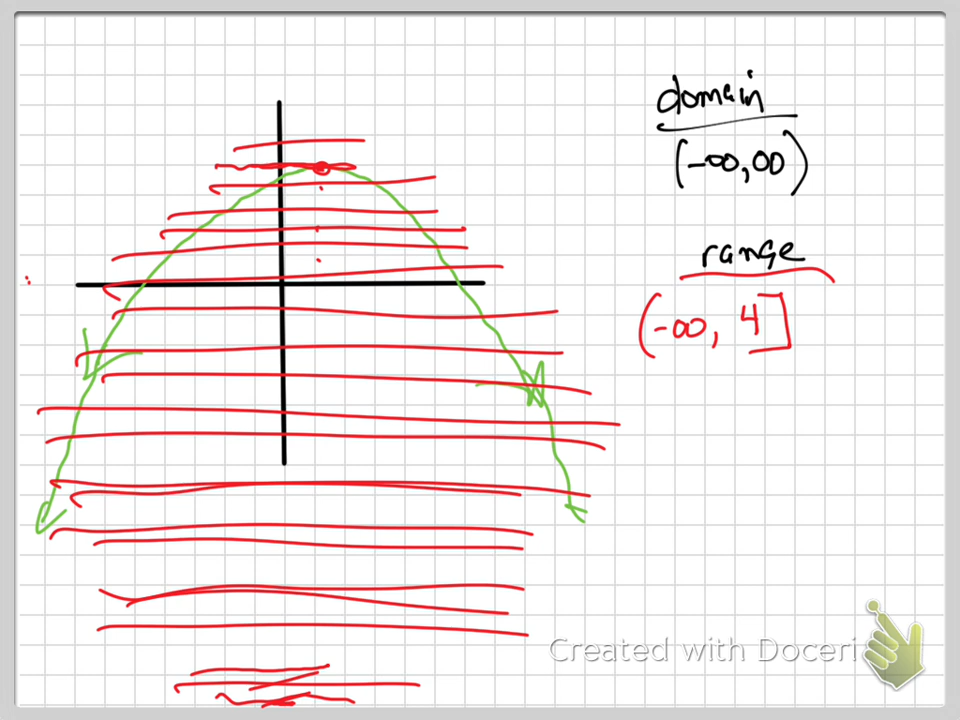 domain
(-∞,∞)
range
(-∞, 4]
Created with Doceri